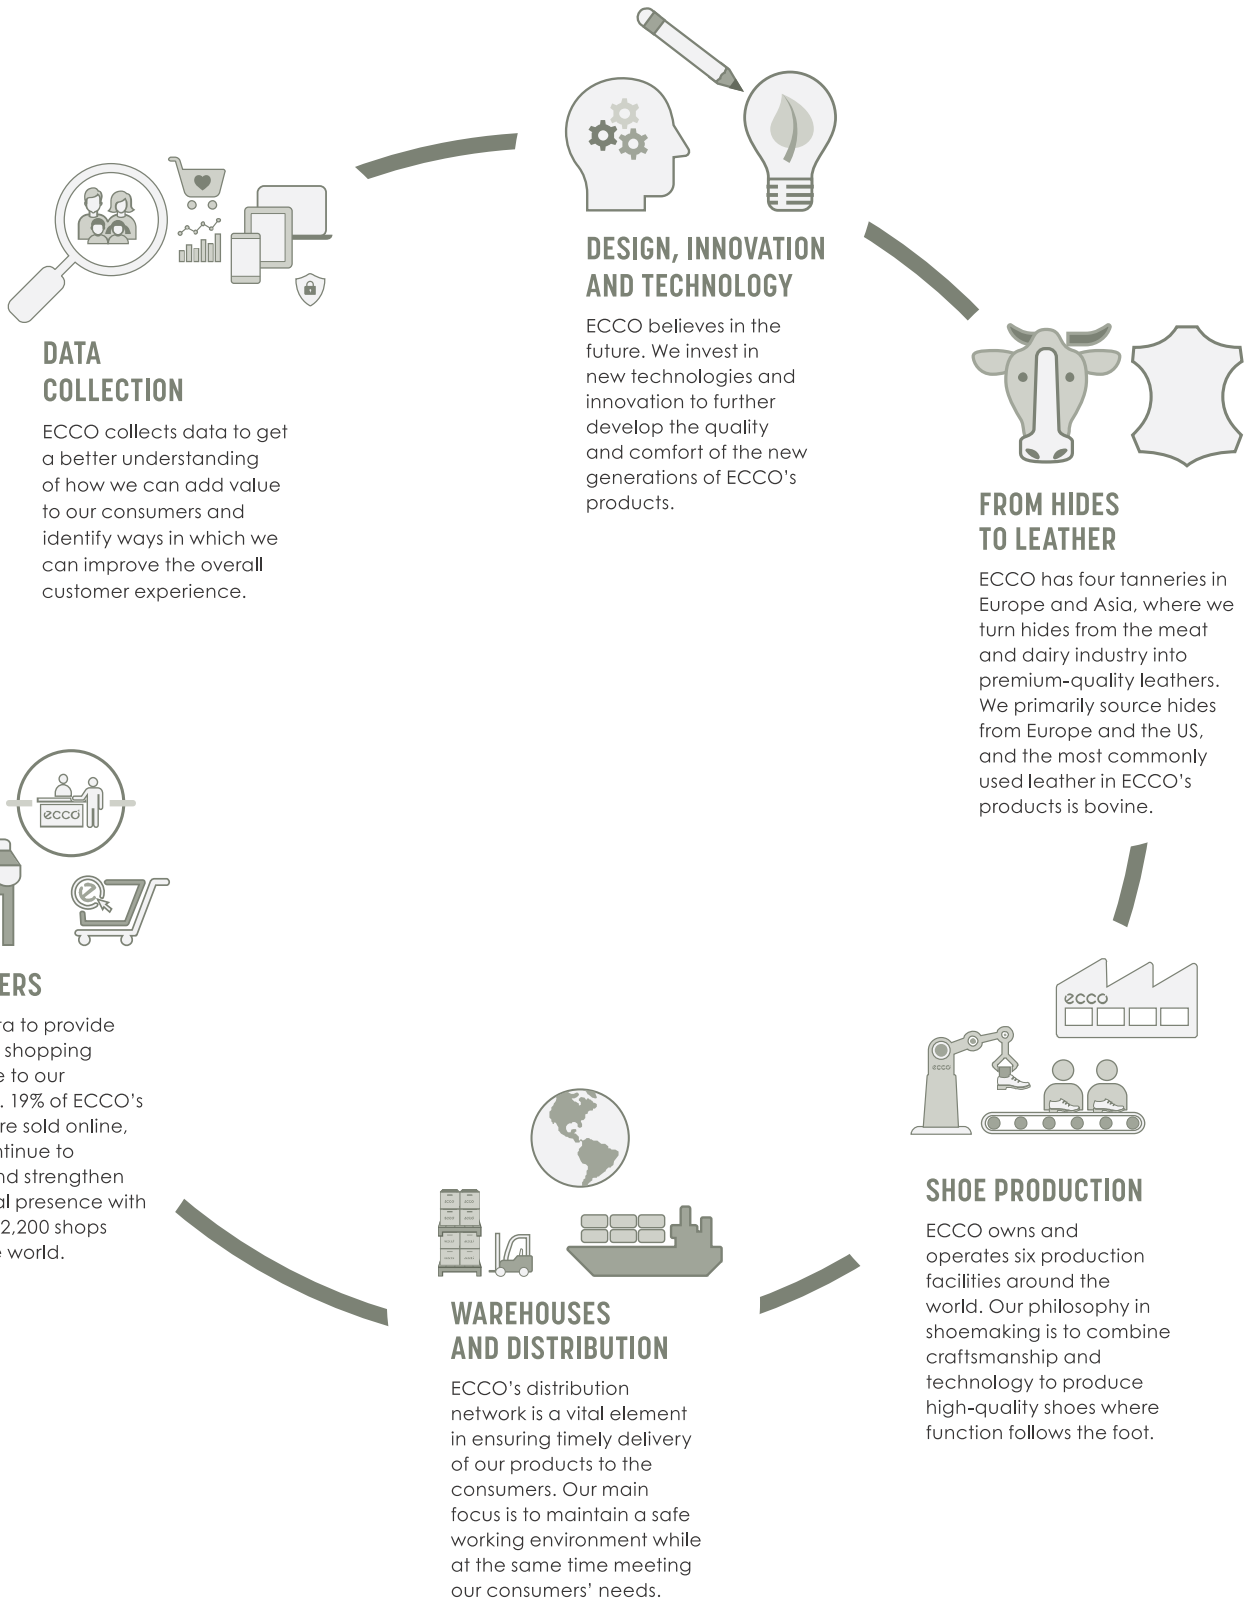 DESIGN, INNOVATION
AND TECHNOLOGY
ECCO believes in the
future. We invest in
new technologies and
innovation to further
develop the quality
and comfort of the new
generations of ECCO’s
products.
DATA
COLLECTION
ECCO collects data to get
a better understanding
of how we can add value
to our consumers and
identify ways in which we
can improve the overall
customer experience.
FROM HIDES
TO LEATHER
ECCO has four tanneries in
Europe and Asia, where we
turn hides from the meat
and dairy industry into
premium-quality leathers.
We primarily source hides
from Europe and the US,
and the most commonly
used leather in ECCO’s
products is bovine.
ecco
e
ERS
ta to provide
shopping
e to our
. 19% of ECCO’s
re sold online,
ntinue to
nd strengthen
al presence with
2,200 shops
e world.
ecco
ecco
SHOE PRODUCTION
ECCO owns and
operates six production
facilities around the
world. Our philosophy in
shoemaking is to combine
craftsmanship and
technology to produce
high-quality shoes where
function follows the foot.
WAREHOUSES
AND DISTRIBUTION
ECCO’s distribution
network is a vital element
in ensuring timely delivery
of our products to the
consumers. Our main
focus is to maintain a safe
working environment while
at the same time meeting
our consumers’ needs.